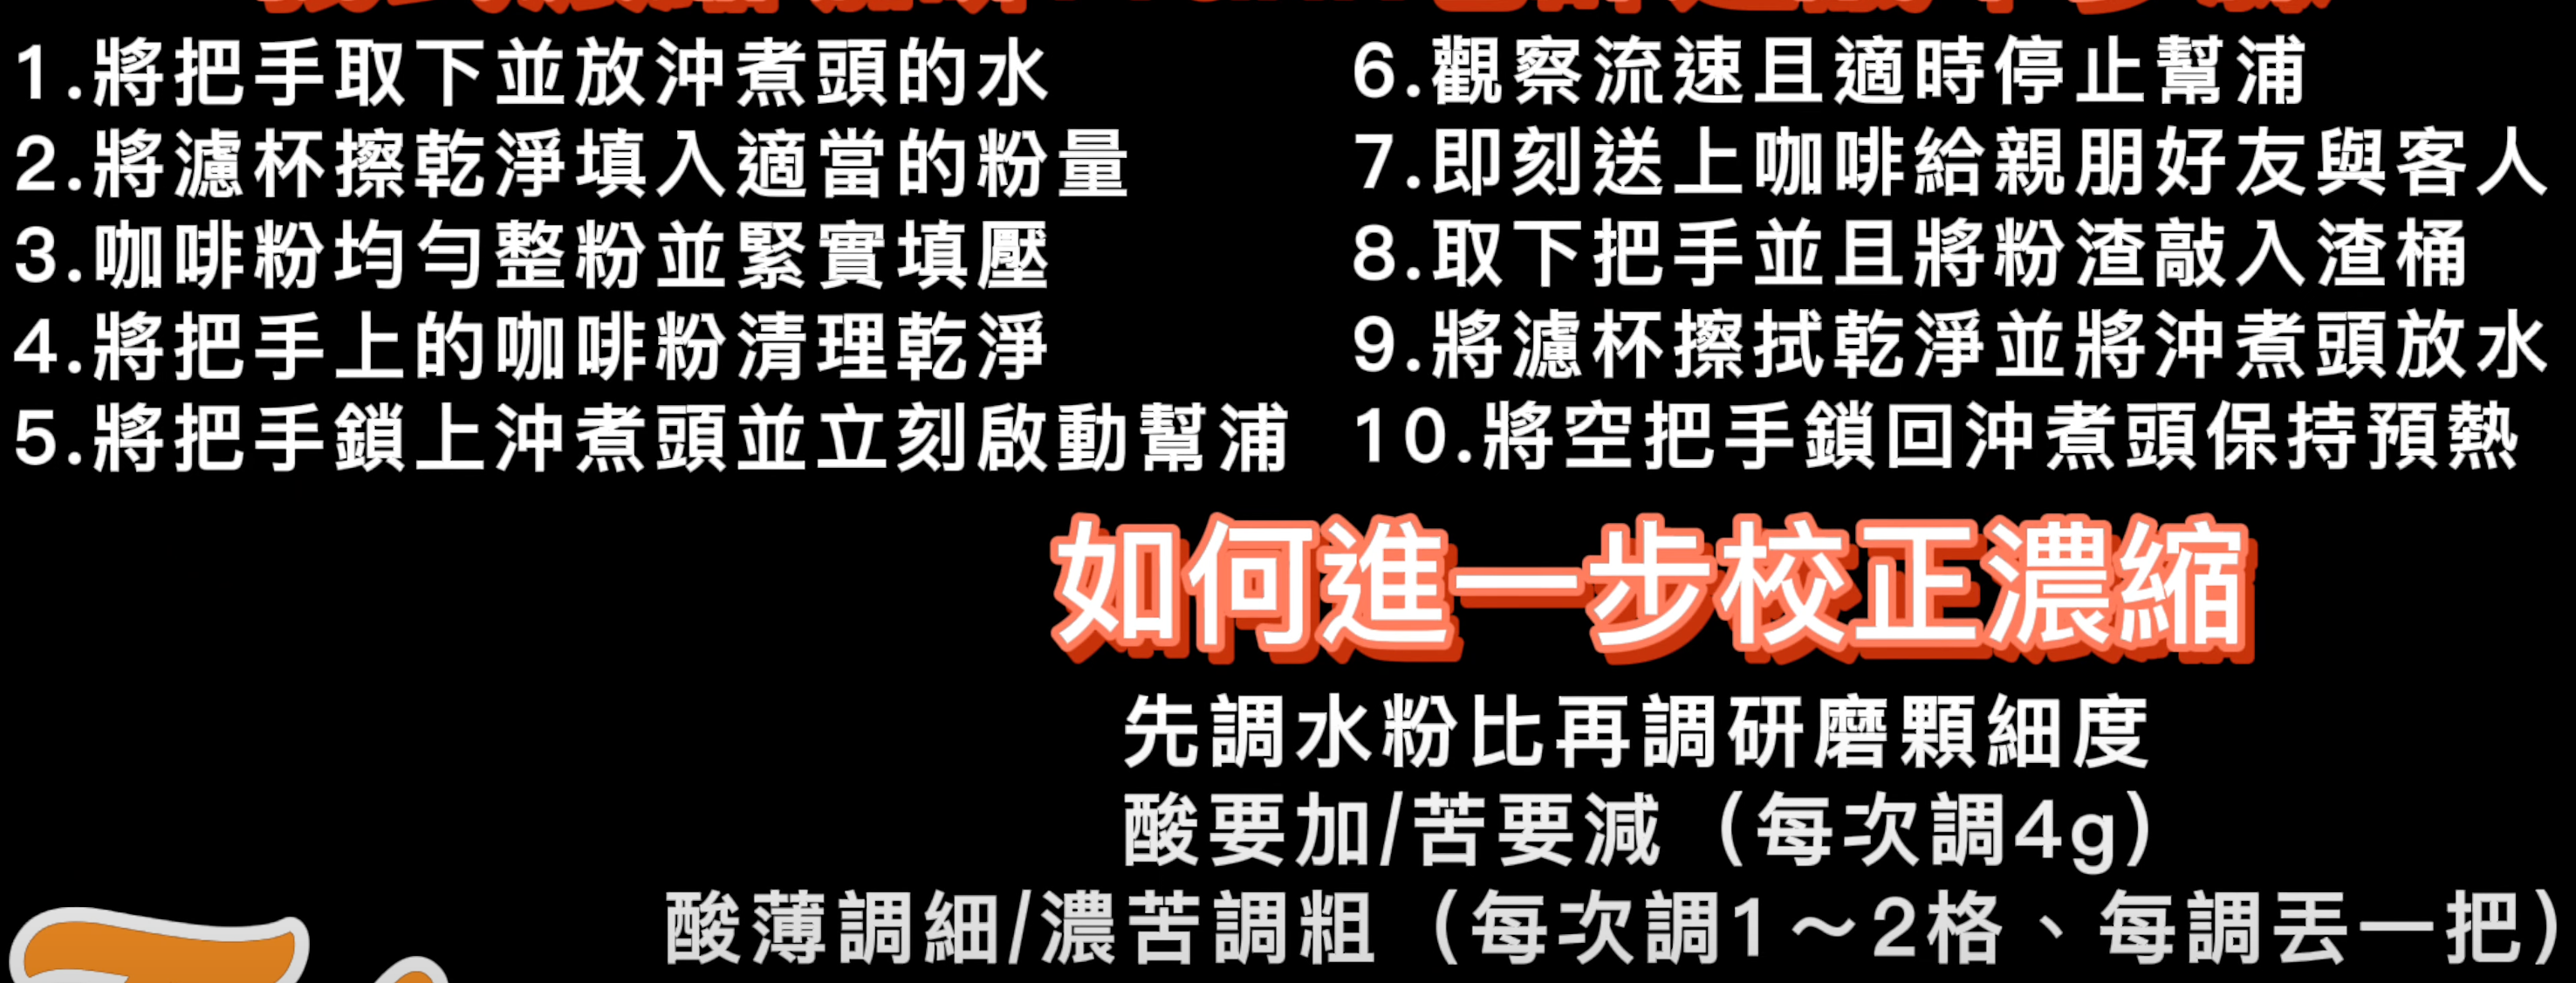 1.將把手取下並放沖煮頭的水
2.將濾杯擦乾淨填入適當的粉量
3.咖啡粉均勻整粉並緊實填壓
4.將把手上的咖啡粉清理乾淨
5.將把手鎖上沖煮頭並立刻啟動幫浦
6.觀察流速且適時停止幫浦
7.即刻送上咖啡給親朋好友與客人
8.取下把手並且將粉渣敲入渣桶
9.將濾杯擦拭乾淨並將沖煮頭放水
10.將空把手鎖回沖煮頭保持預熱
如何進一步校正濃縮
先調水粉比再調研磨顆細度
酸要加/苦要減（每次調4g）
酸薄調細/濃苦調粗（每次調1～2格、每調丟一把）